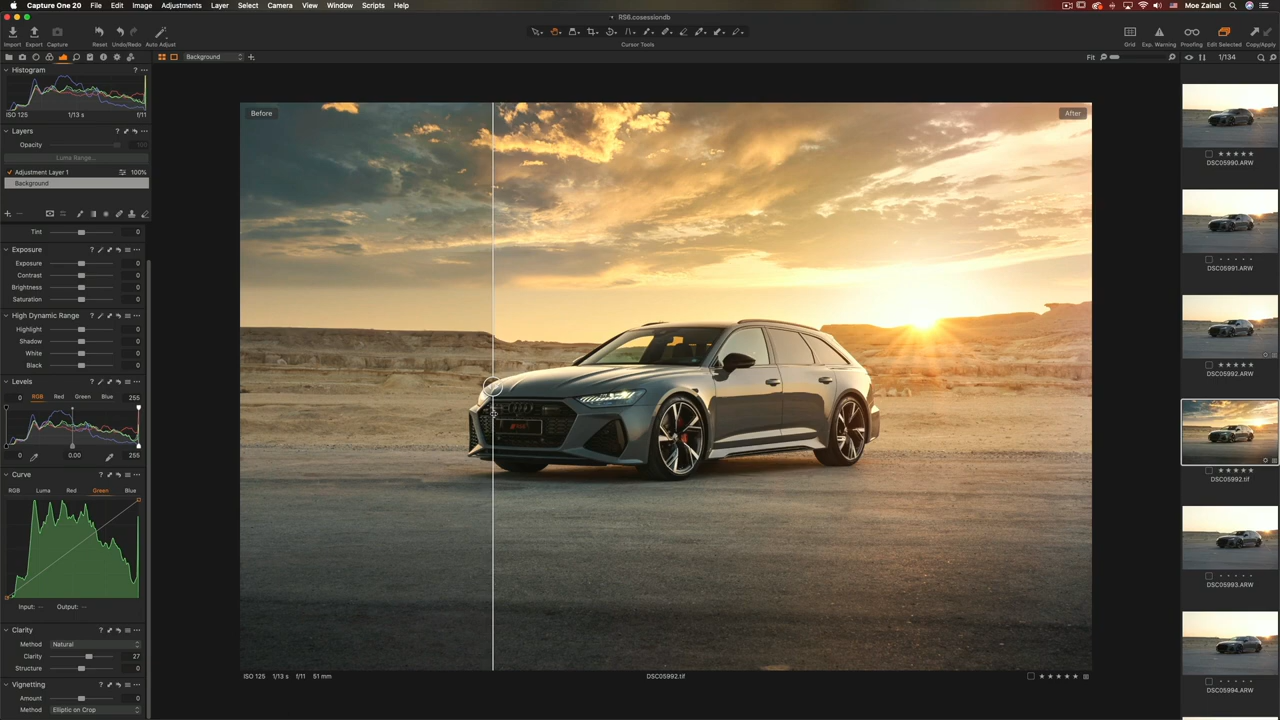 Capture One 20 File Edit Image Adjustments Layer Select Camera View Window Scripts Help Moe Zainal
RS6.cosessiondb
Import Export Capture Reset Undo/Redo Auto Adjust Cursor Tools Grid Exp. Warning Proofing Edit Selected Copy/Apply
Background Fit 1/134
Histogram
ISO 125 1/13 s f/11
Layers
Opacity 100
Luma Range...
Adjustment Layer 1 100%
Background
Tint 0
Exposure
Exposure 0
Contrast 0
Brightness 0
Saturation 0
High Dynamic Range
Highlight 0
Shadow 0
White 0
Black 0
Levels
0 RGB Red Green Blue 255
0 0.00 255
Curve
RGB Luma Red Green Blue
Input: -- Output: --
Clarity
Method Natural
Clarity 27
Structure 0
Vignetting
Amount 0
Method Elliptic on Crop
Before After
ISO 125 1/13 s f/11 51 mm DSC05992.tif
DSC05990.ARW
DSC05991.ARW
DSC05992.ARW
DSC05992.tif
DSC05993.ARW
DSC05994.ARW